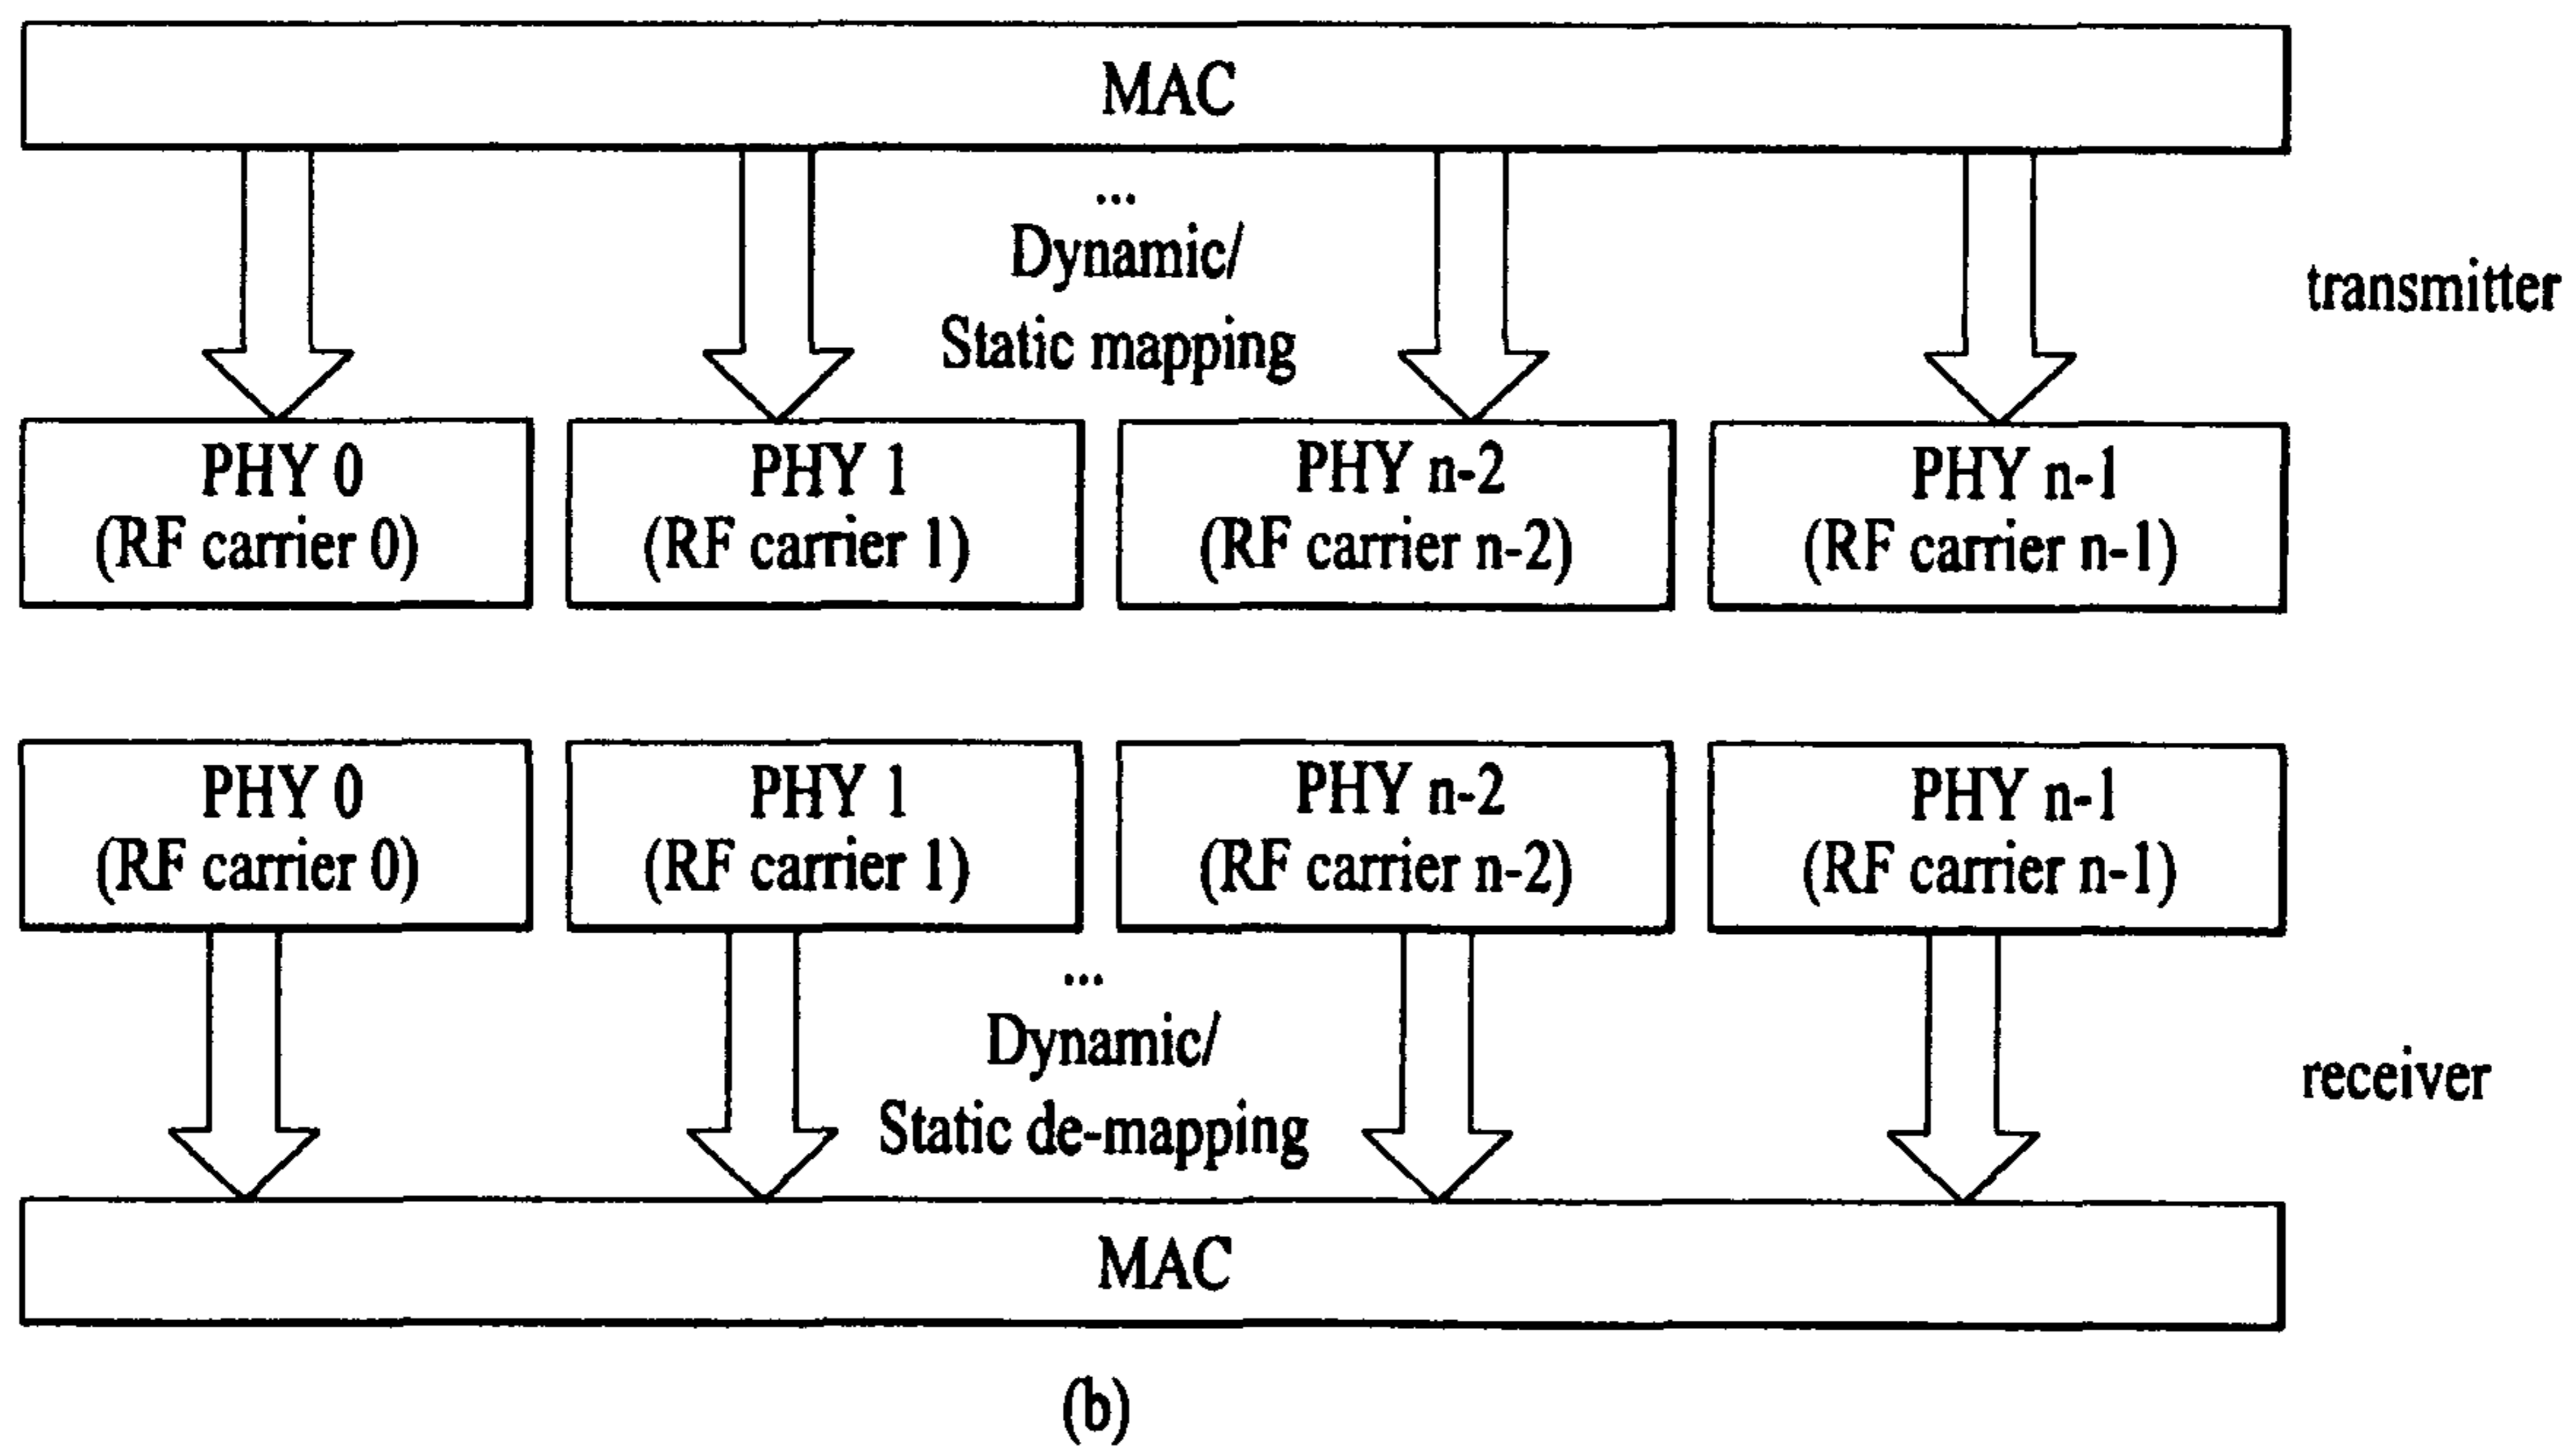 MAC
...
Dynamic/
Static mapping
transmitter
PHY 0
(RF carrier 0)
PHY 1
(RF carrier 1)
PHY n-2
(RF carrier n-2)
PHY n-1
(RF carrier n-1)
PHY 0
(RF carrier 0)
PHY 1
(RF carrier 1)
PHY n-2
(RF carrier n-2)
PHY n-1
(RF carrier n-1)
...
Dynamic/
Static de-mapping
receiver
MAC
(b)